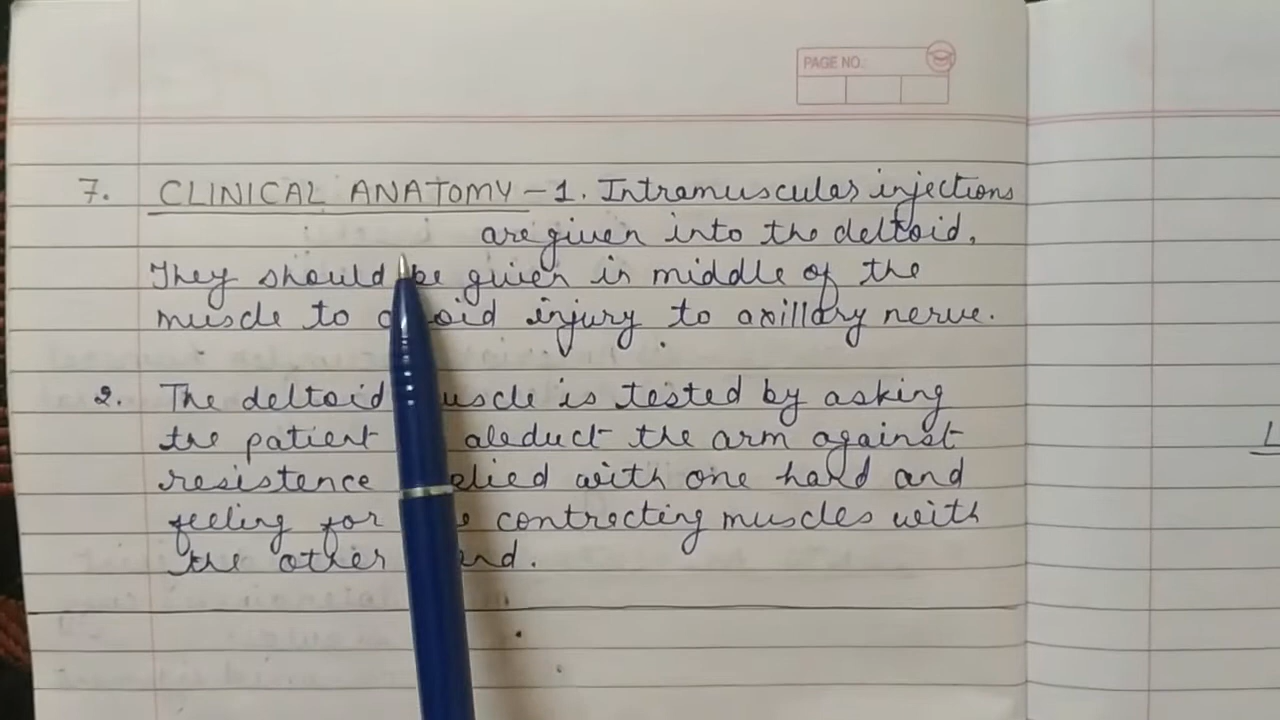 PAGE NO.:
7. CLINICAL ANATOMY - 1. Intramuscular injections
are given into the deltoid.
They should be given in middle of the
muscle to avoid injury to axillary nerve.
2. The deltoid muscle is tested by asking
the patient abduct the arm against
resistence with one hand and
feeling for contracting muscles with
the other